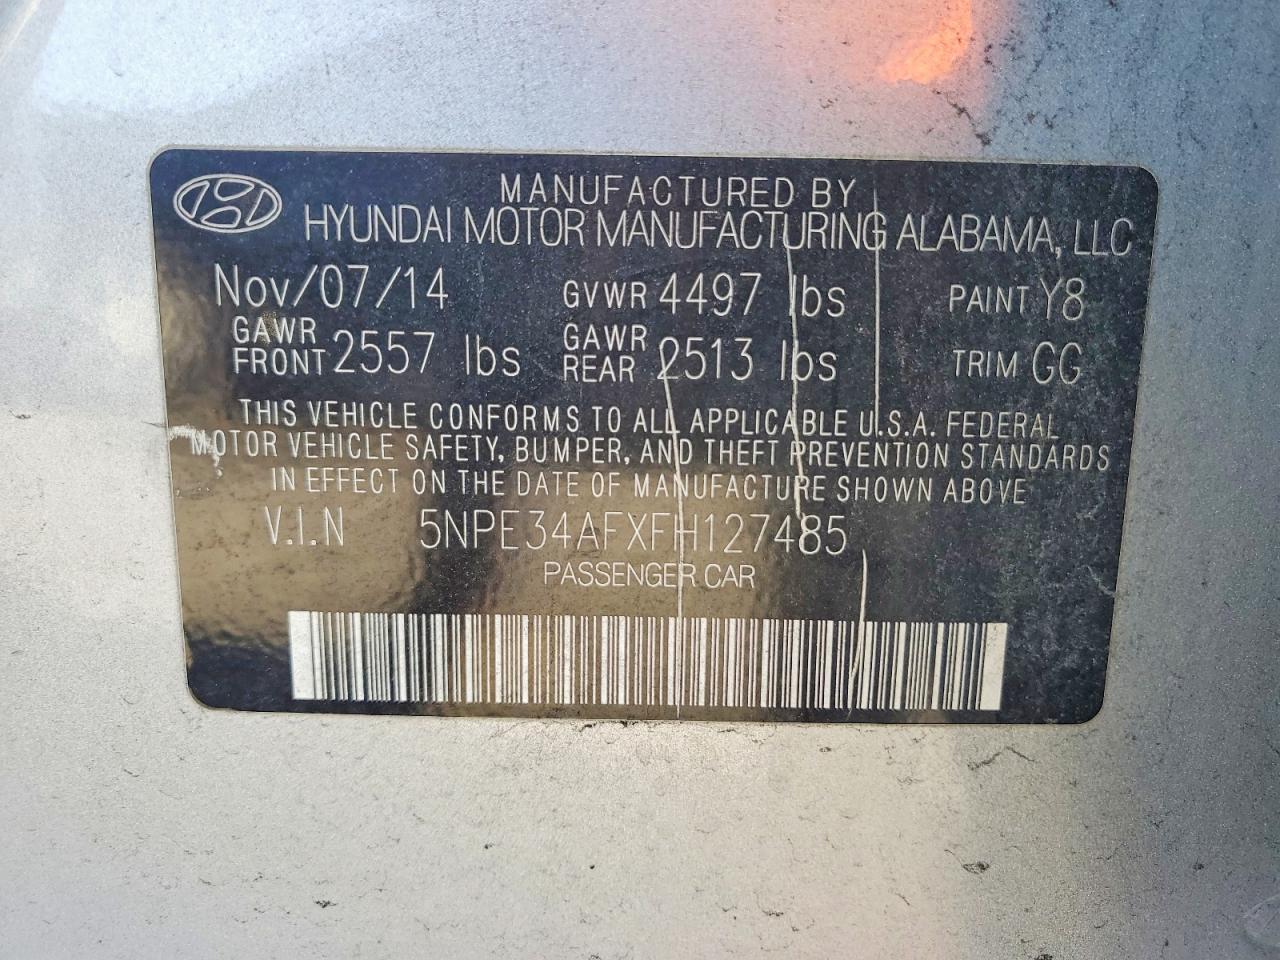 MANUFACTURED BY
HYUNDAI MOTOR MANUFACTURING ALABAMA, LLC
Nov/07/14 GVWR 4497 lbs PAINT Y8
GAWR FRONT 2557 lbs GAWR REAR 2513 lbs TRIM GG
THIS VEHICLE CONFORMS TO ALL APPLICABLE U.S.A. FEDERAL
MOTOR VEHICLE SAFETY, BUMPER, AND THEFT PREVENTION STANDARDS
IN EFFECT ON THE DATE OF MANUFACTURE SHOWN ABOVE
V.I.N 5NPE34AFXFH127485
PASSENGER CAR